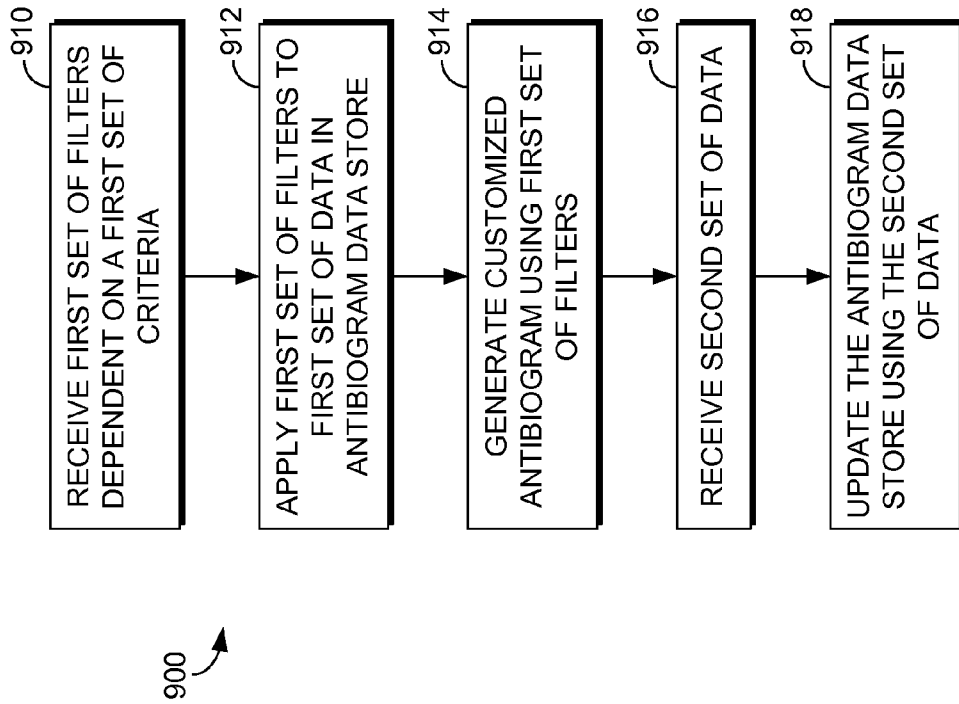 900
910
RECEIVE FIRST SET OF FILTERS
DEPENDENT ON A FIRST SET OF
CRITERIA
912
APPLY FIRST SET OF FILTERS TO
FIRST SET OF DATA IN
ANTIBIOGRAM DATA STORE
914
GENERATE CUSTOMIZED
ANTIBIOGRAM USING FIRST SET
OF FILTERS
916
RECEIVE SECOND SET OF DATA
918
UPDATE THE ANTIBIOGRAM DATA
STORE USING THE SECOND SET
OF DATA